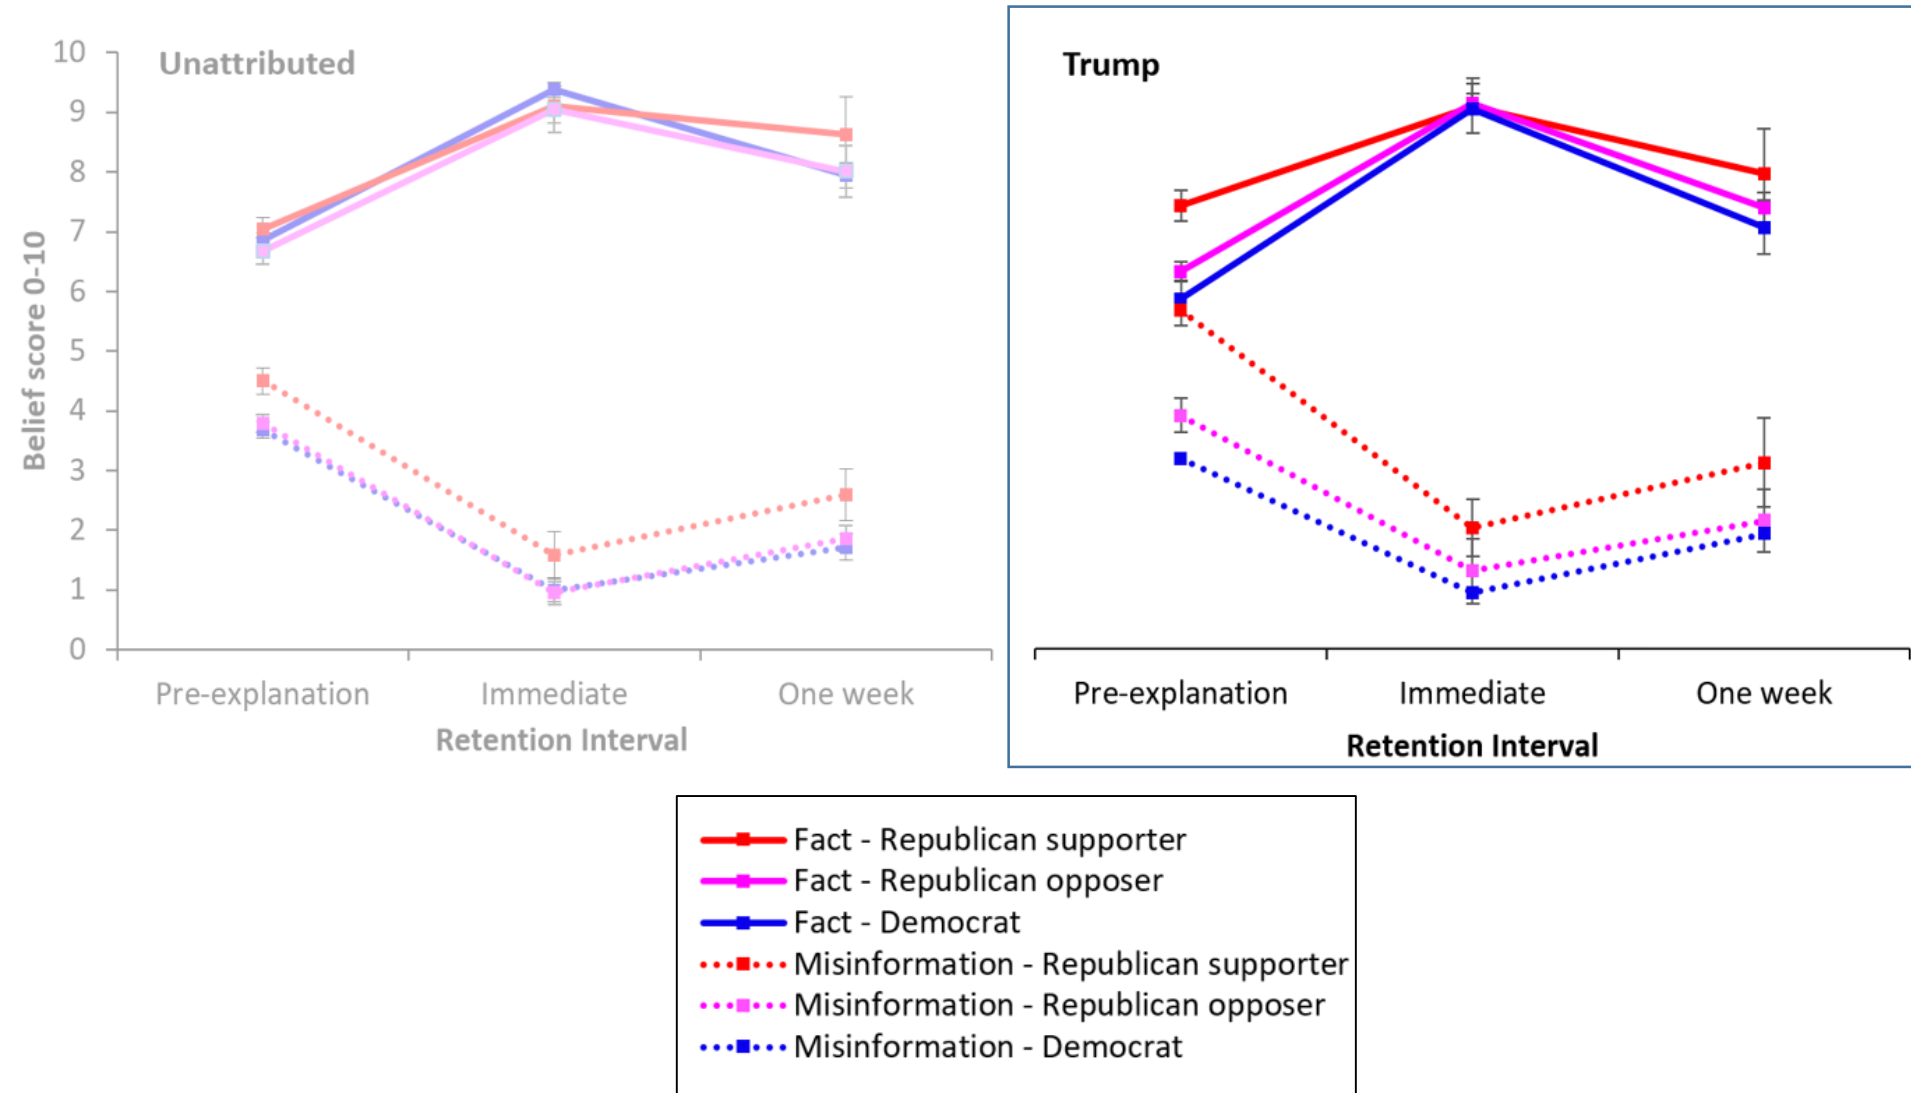 Unattributed
Trump
10
9
8
7
6
5
4
3
2
1
0
Belief score 0-10
Pre-explanation Immediate One week
Retention Interval
Pre-explanation Immediate One week
Retention Interval
Fact - Republican supporter
Fact - Republican opposer
Fact - Democrat
Misinformation - Republican supporter
Misinformation - Republican opposer
Misinformation - Democrat